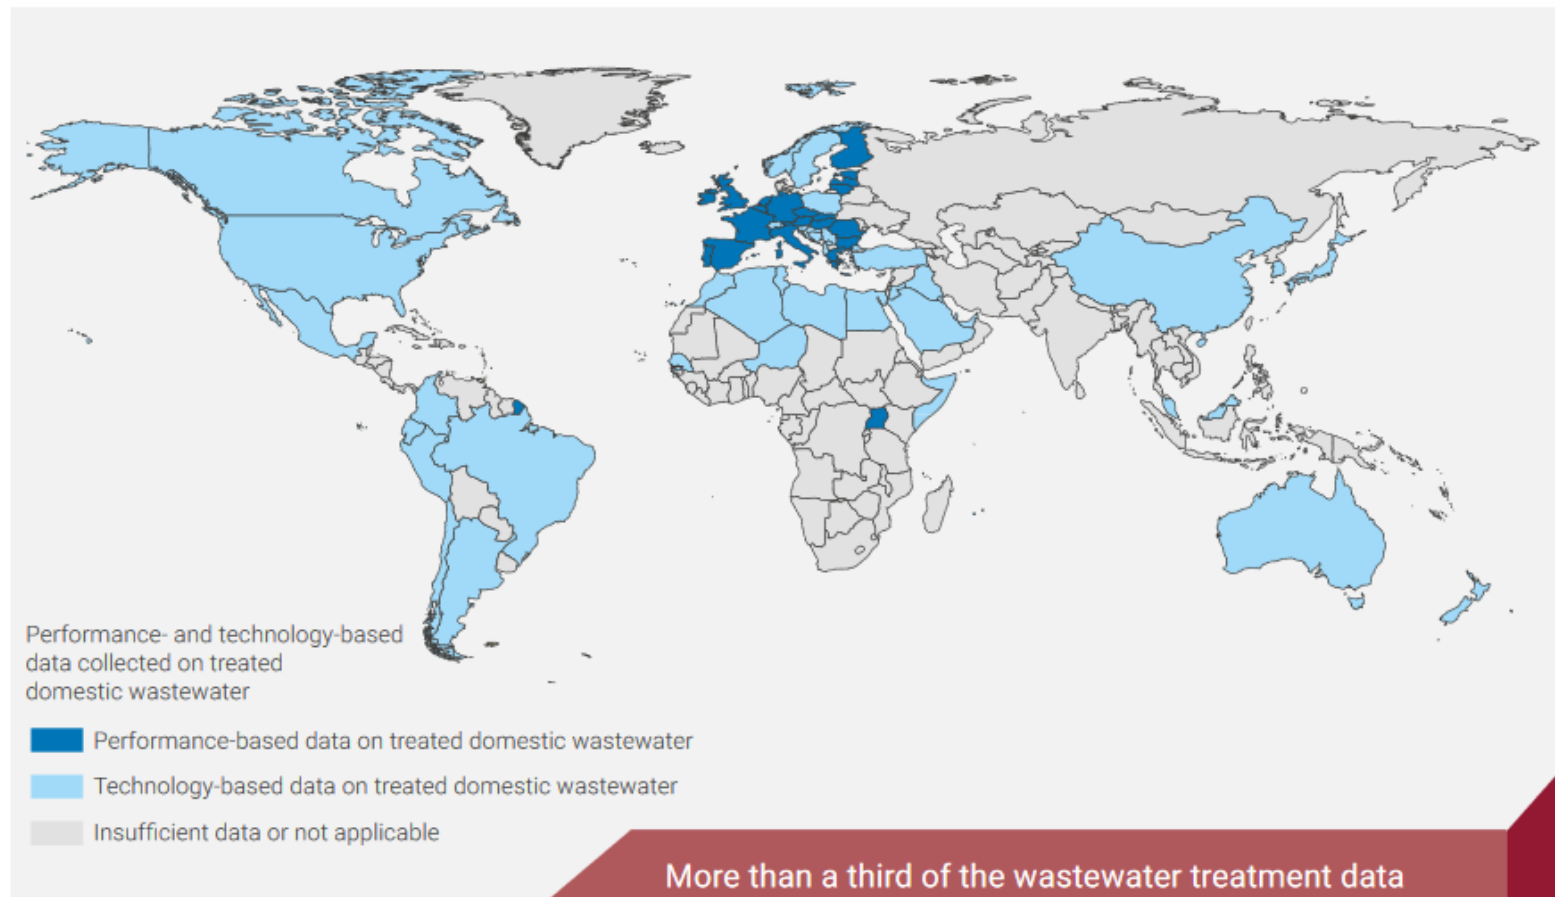 Performance- and technology-based
data collected on treated
domestic wastewater
Performance-based data on treated domestic wastewater
Technology-based data on treated domestic wastewater
Insufficient data or not applicable
More than a third of the wastewater treatment data